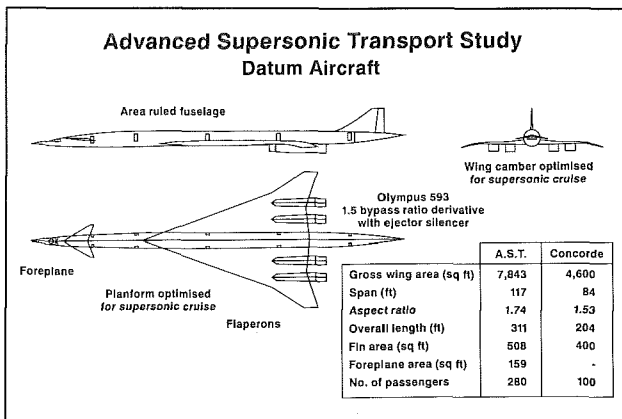 Advanced Supersonic Transport Study
Datum Aircraft
Area ruled fuselage
Wing camber optimised
for supersonic cruise
Olympus 593
1.5 bypass ratio derivative
with ejector silencer
Foreplane
Planform optimised
for supersonic cruise
Flaperons
A.S.T. Concorde
Gross wing area (sq ft) 7,843 4,600
Span (ft) 117 84
Aspect ratio 1.74 1.53
Overall length (ft) 311 204
Fin area (sq ft) 508 400
Foreplane area (sq ft) 159 -
No. of passengers 280 100